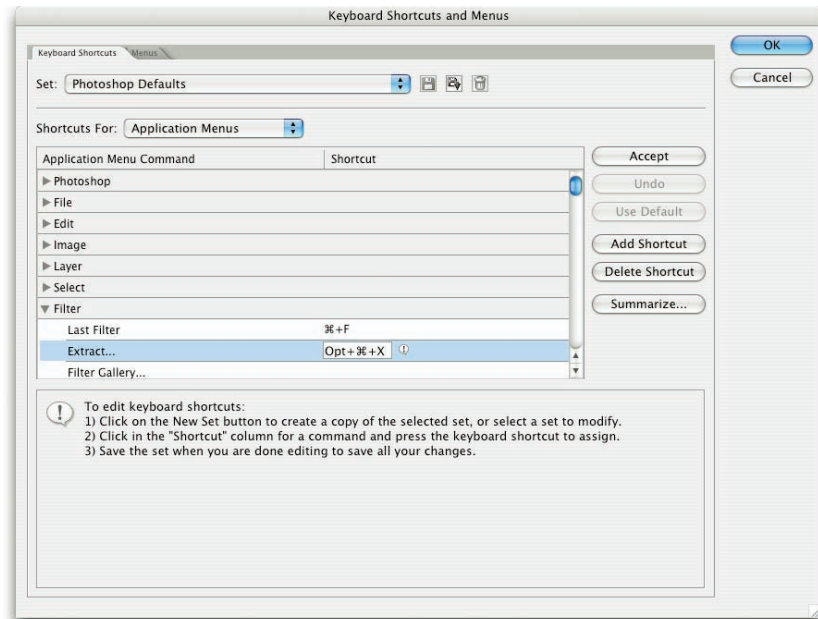 Keyboard Shortcuts and Menus
OK
Cancel
Keyboard Shortcuts Menus
Set: Photoshop Defaults
Shortcuts For: Application Menus
Application Menu Command Shortcut
Photoshop
File
Edit
Image
Layer
Select
Filter
Last Filter ⌘+F
Extract... Opt+⌘+X
Filter Gallery...
Accept
Undo
Use Default
Add Shortcut
Delete Shortcut
Summarize...
To edit keyboard shortcuts:
1) Click on the New Set button to create a copy of the selected set, or select a set to modify.
2) Click in the "Shortcut" column for a command and press the keyboard shortcut to assign.
3) Save the set when you are done editing to save all your changes.